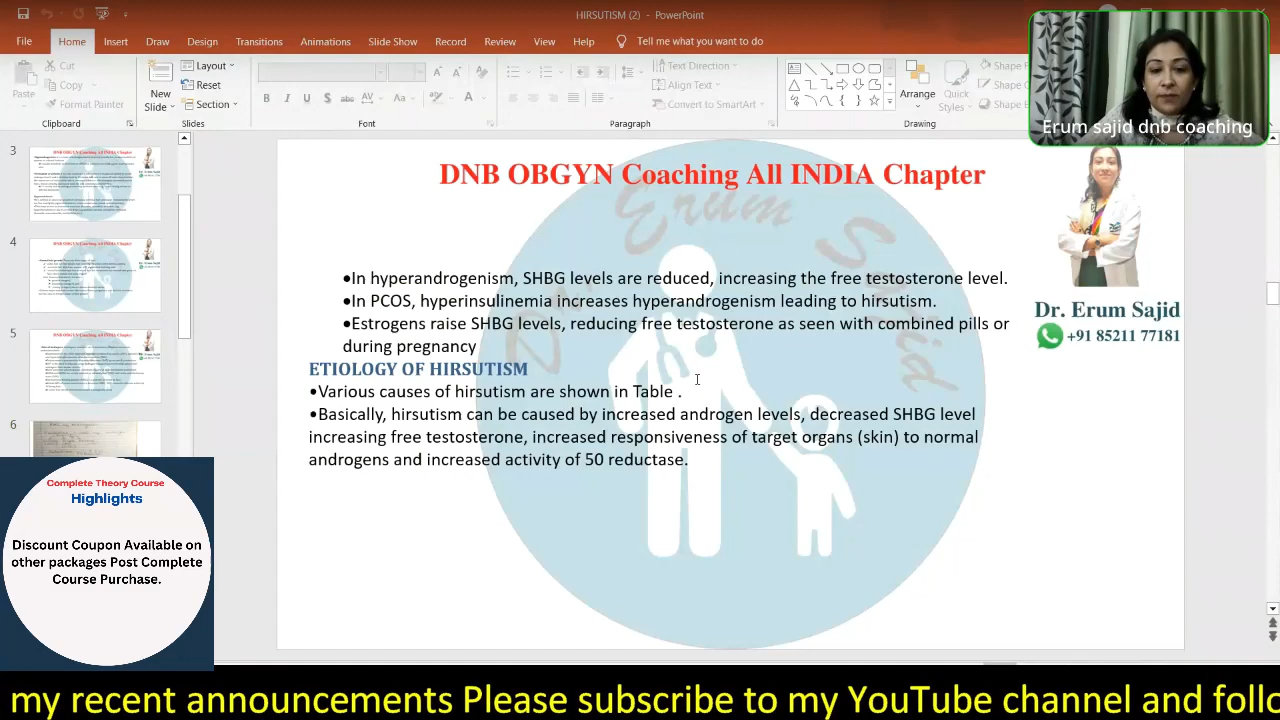 HIRSUTISM (2) - PowerPoint
File Home Insert Draw Design Transitions Animations Slide Show Record Review View Help Tell me what you want to do
Paste
Cut
Copy
Format Painter
Clipboard
New Slide
Layout
Reset
Section
Slides
Font
Text Direction
Align Text
Convert to SmartArt
Paragraph
Arrange
Quick Styles
Shape
Shape
Shape
Drawing
Erum sajid dnb coaching
3
4
6
Coaching All INDIA Chapter
•In hyperandrogenism, SHBG levels are reduced, increasing the free testosterone level.
•In PCOS, hyperinsulinemia increases hyperandrogenism leading to hirsutism.
•Estrogens raise SHBG levels, reducing free testosterone, seen with combined pills or
during pregnancy
ETIOLOGY OF HIRSUTISM
•Various causes of hirsutism are shown in Table .
•Basically, hirsutism can be caused by increased androgen levels, decreased SHBG level
increasing free testosterone, increased responsiveness of target organs (skin) to normal
androgens and increased activity of 50 reductase.
Dr. Erum Sajid
+91 85211 77181
Complete Theory Course
Highlights
Discount Coupon Available on
other packages Post Complete
Course Purchase.
my recent announcements Please subscribe to my YouTube channel and follo